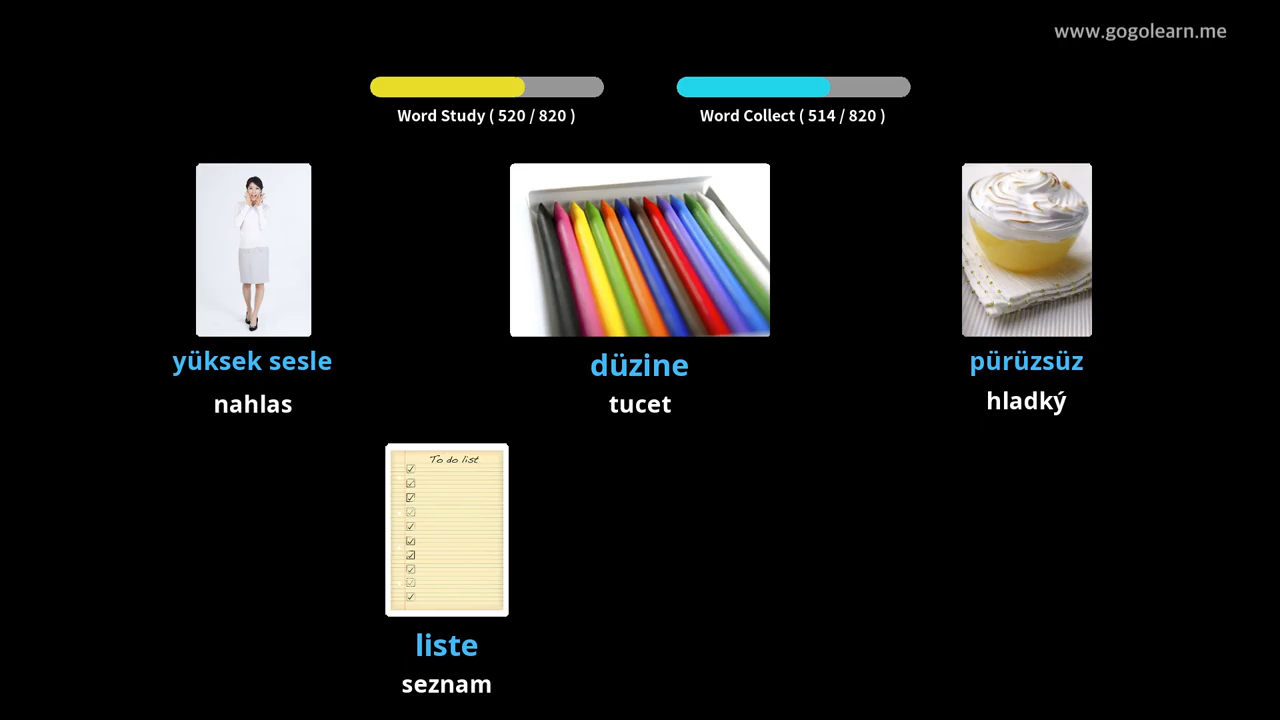 www.gogolearn.me
Word Study ( 520 / 820 )
Word Collect ( 514 / 820 )
yüksek sesle
nahlas
düzine
tucet
pürüzsüz
hladký
To do list
liste
seznam